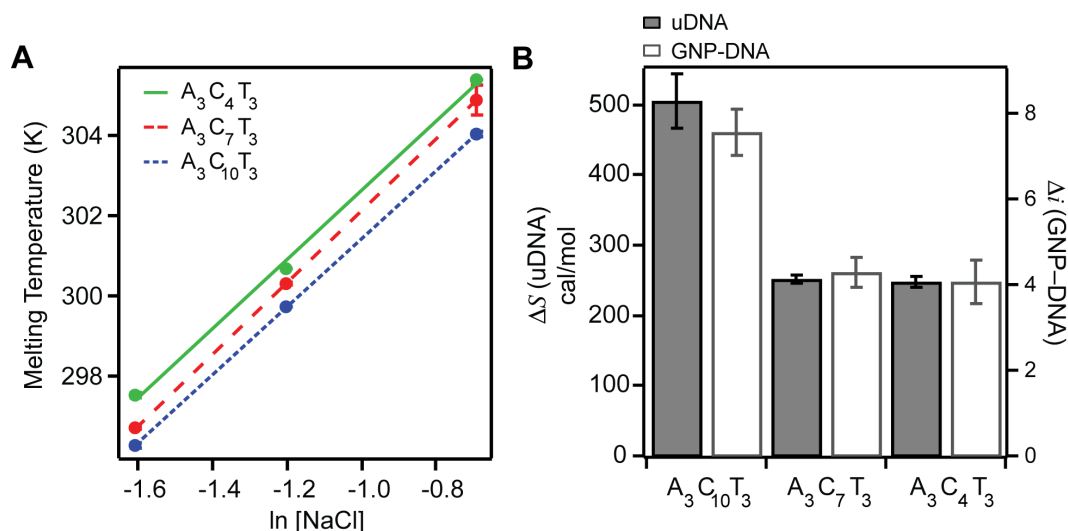 A
A3C4T3
A3C7T3
A3C10T3
Melting Temperature (K)
304
302
300
298
-1.6
-1.4
-1.2
-1.0
-0.8
ln [NaCl]
uDNA
GNP-DNA
B
ΔS (uDNA)
cal/mol
500
400
300
200
100
0
8
6
4
2
0
Δi (GNP–DNA)
A3C10T3
A3C7T3
A3C4T3